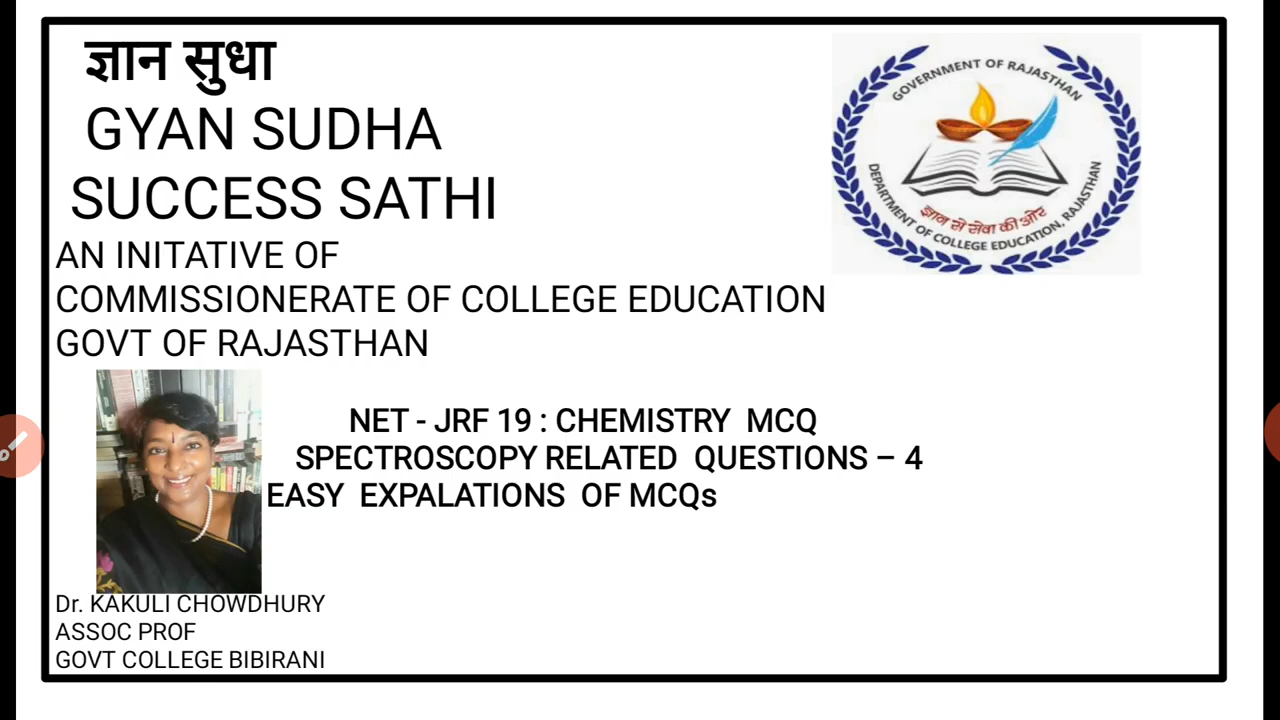 ज्ञान सुधा
GYAN SUDHA
SUCCESS SATHI
AN INITATIVE OF
COMMISSIONERATE OF COLLEGE EDUCATION
GOVT OF RAJASTHAN
GOVERNMENT OF RAJASTHAN
ज्ञान से सेवा की ओर
DEPARTMENT OF COLLEGE EDUCATION, RAJASTHAN
NET - JRF 19 : CHEMISTRY MCQ
SPECTROSCOPY RELATED QUESTIONS – 4
EASY EXPALATIONS OF MCQs
Dr. KAKULI CHOWDHURY
ASSOC PROF
GOVT COLLEGE BIBIRANI